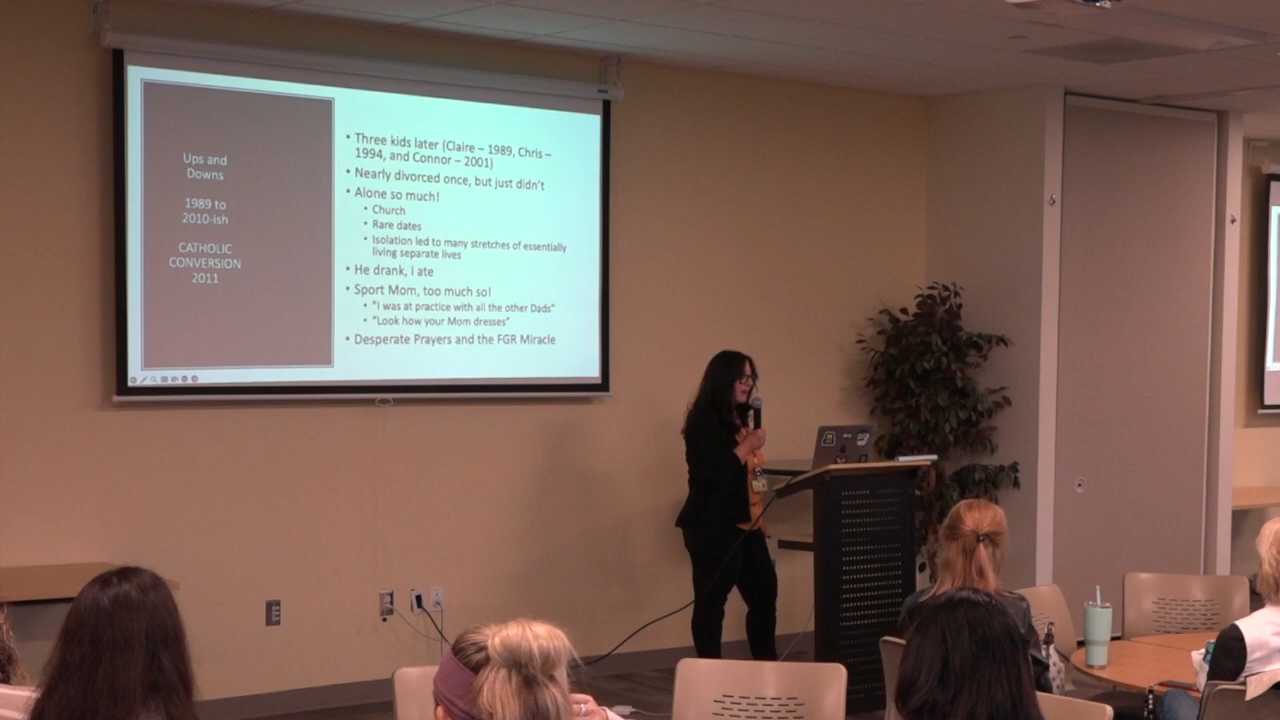 Ups and
Downs
1989 to
2010-ish
CATHOLIC
CONVERSION
2011
• Three kids later (Claire – 1989, Chris –
1994, and Connor – 2001)
• Nearly divorced once, but just didn't
• Alone so much!
• Church
• Rare dates
• Isolation led to many stretches of essentially
living separate lives
• He drank, I ate
• Sport Mom, too much so!
• "I was at practice with all the other Dads"
• "Look how your Mom dresses"
• Desperate Prayers and the FGR Miracle